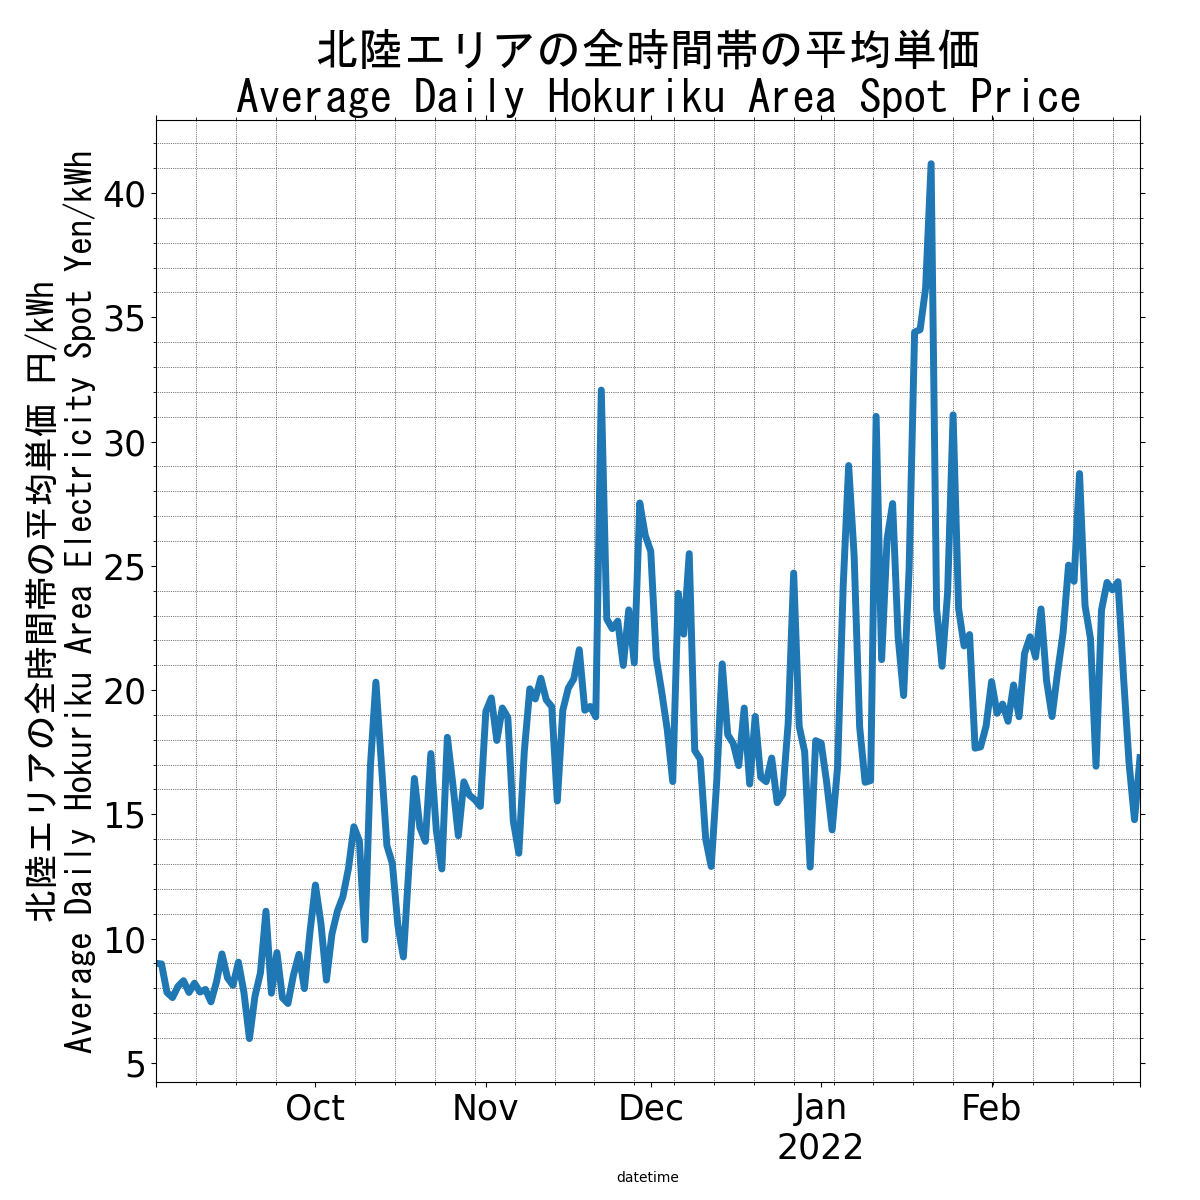 北陸エリアの全時間帯の平均単価
Average Daily Hokuriku Area Spot Price
北陸エリアの全時間帯の平均単価 円/kWh
Average Daily Hokuriku Area Electricity Spot Yen/kWh
40
35
30
25
20
15
10
5
Oct
Nov
Dec
Jan
2022
Feb
datetime